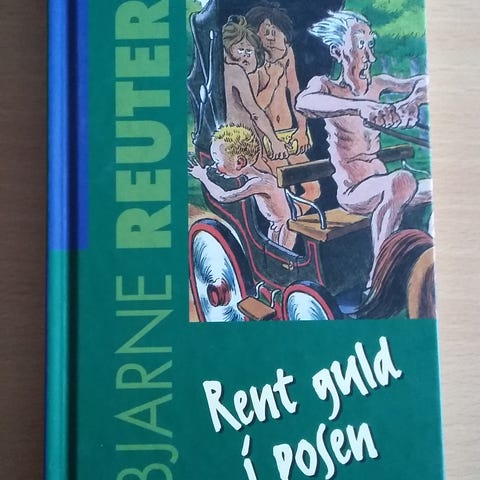 BJARNE REUTER
Rent guld
i posen